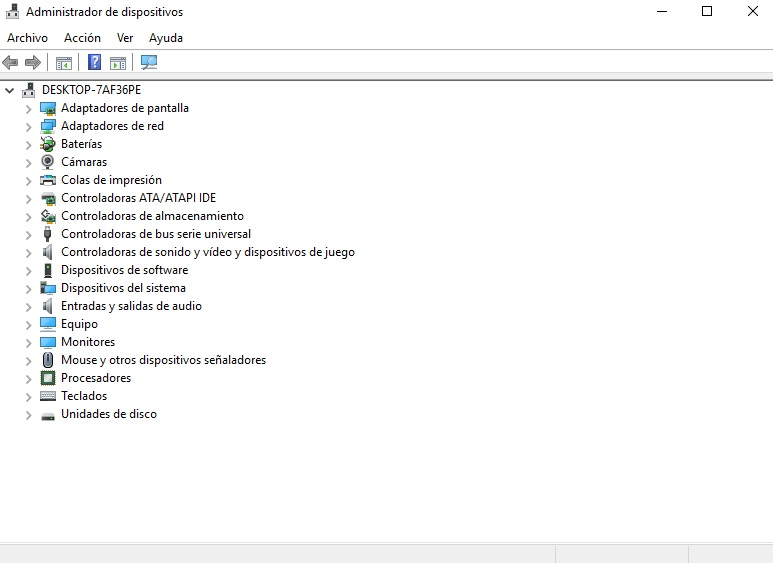 Administrador de dispositivos
Archivo Acción Ver Ayuda
DESKTOP-7AF36PE
Adaptadores de pantalla
Adaptadores de red
Baterías
Cámaras
Colas de impresión
Controladoras ATA/ATAPI IDE
Controladoras de almacenamiento
Controladoras de bus serie universal
Controladoras de sonido y vídeo y dispositivos de juego
Dispositivos de software
Dispositivos del sistema
Entradas y salidas de audio
Equipo
Monitores
Mouse y otros dispositivos señaladores
Procesadores
Teclados
Unidades de disco